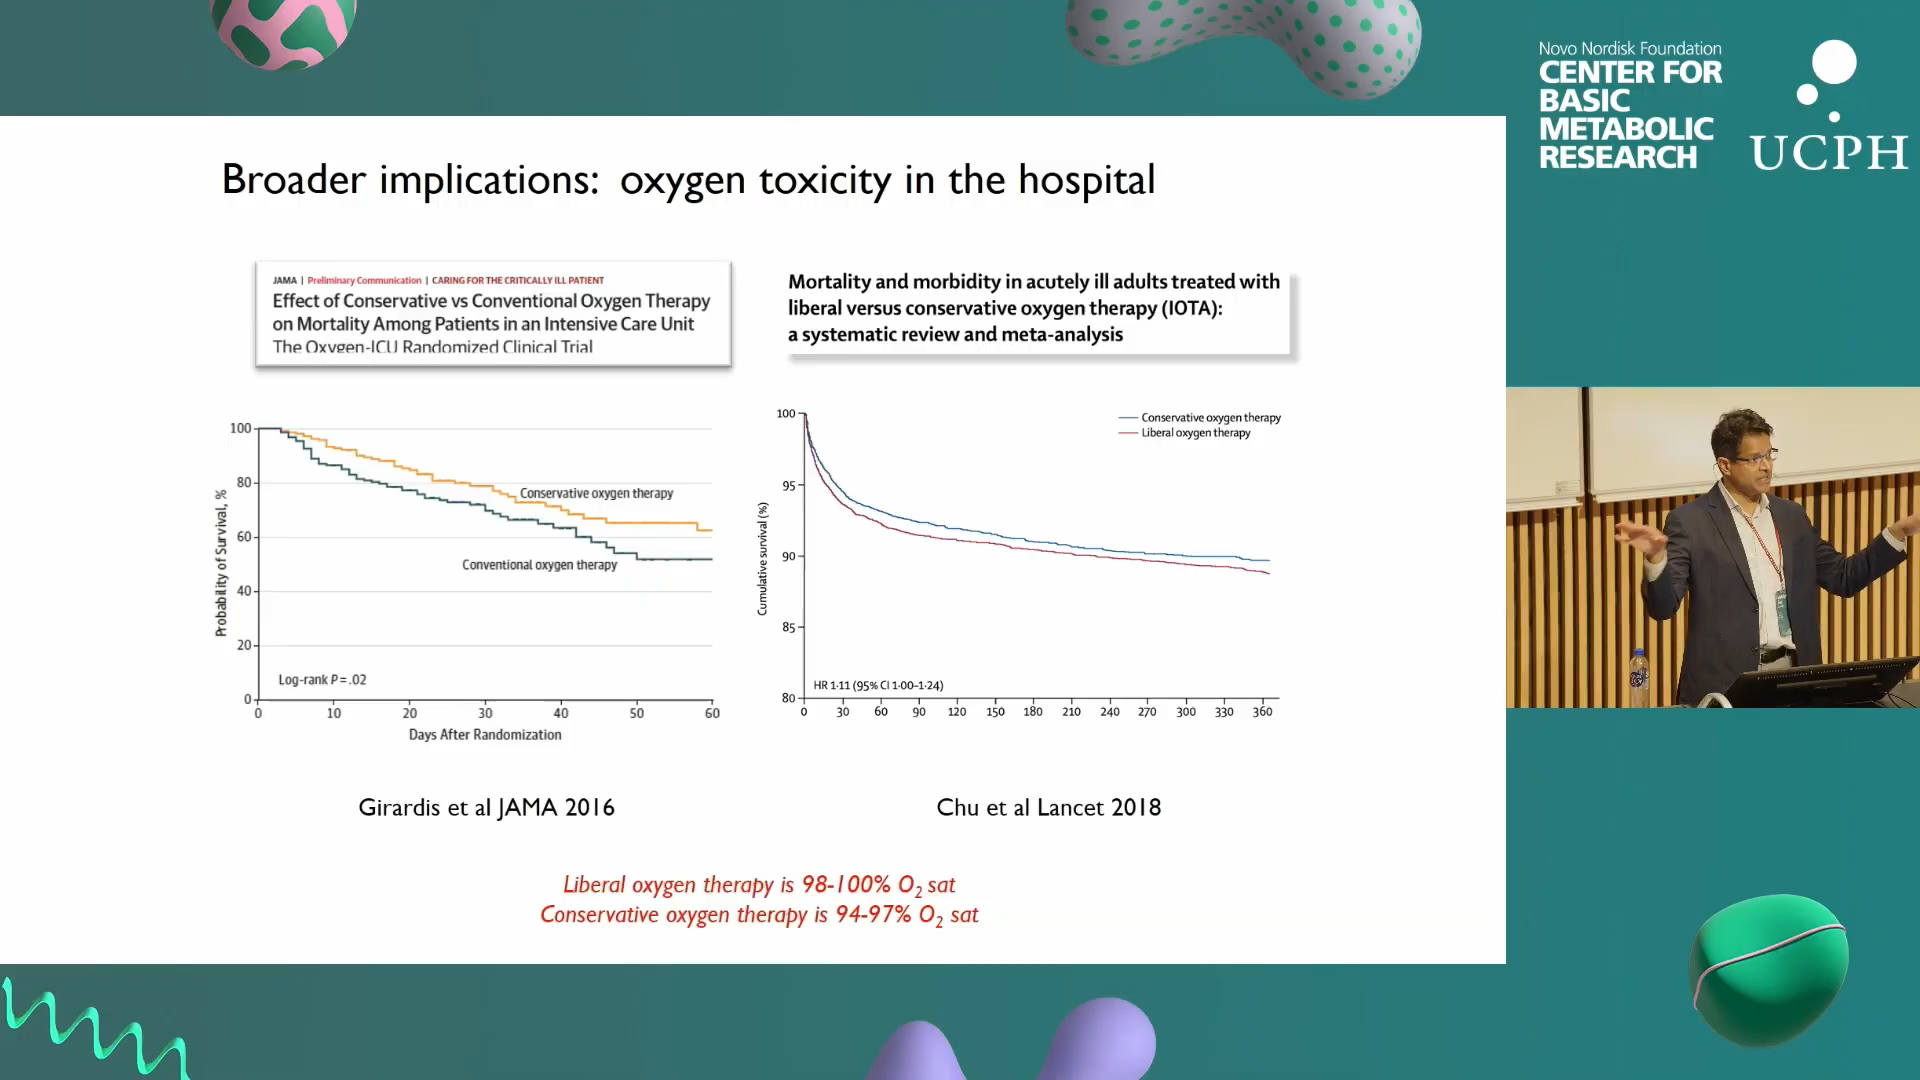 Novo Nordisk Foundation
CENTER FOR
BASIC
METABOLIC
RESEARCH
UCPH
Broader implications: oxygen toxicity in the hospital
JAMA | Preliminary Communication | CARING FOR THE CRITICALLY ILL PATIENT
Effect of Conservative vs Conventional Oxygen Therapy
on Mortality Among Patients in an Intensive Care Unit
The Oxygen-ICU Randomized Clinical Trial
Mortality and morbidity in acutely ill adults treated with
liberal versus conservative oxygen therapy (IOTA):
a systematic review and meta-analysis
Probability of Survival, %
100
80
60
40
20
0
Conservative oxygen therapy
Conventional oxygen therapy
Log-rank P=.02
0 10 20 30 40 50 60
Days After Randomization
Cumulative survival (%)
100
95
90
85
80
Conservative oxygen therapy
Liberal oxygen therapy
HR 1·11 (95% CI 1·00–1·24)
0 30 60 90 120 150 180 210 240 270 300 330 360
Girardis et al JAMA 2016
Chu et al Lancet 2018
Liberal oxygen therapy is 98-100% O2 sat
Conservative oxygen therapy is 94-97% O2 sat